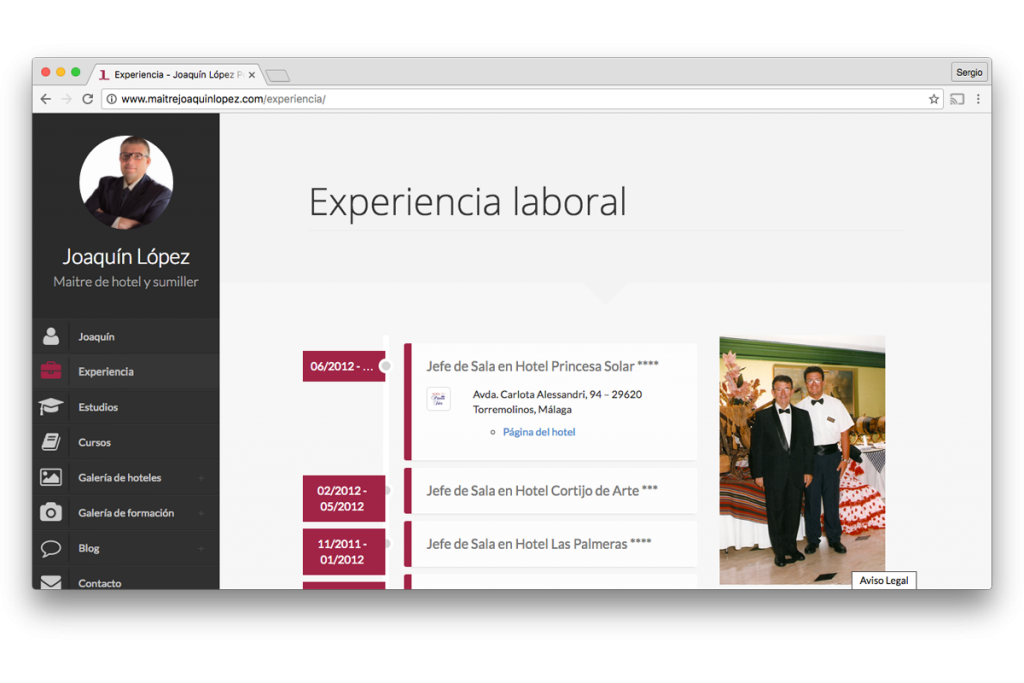 Experiencia - Joaquín López P
Sergio
www.maitrejoaquinlopez.com/experiencia/
Joaquín López
Maitre de hotel y sumiller
Joaquín
Experiencia
Estudios
Cursos
Galería de hoteles
Galería de formación
Blog
Contacto
Experiencia laboral
06/2012 - ...
Jefe de Sala en Hotel Princesa Solar ****
Avda. Carlota Alessandri, 94 – 29620
Torremolinos, Málaga
Página del hotel
02/2012 -
05/2012
Jefe de Sala en Hotel Cortijo de Arte ***
11/2011 -
01/2012
Jefe de Sala en Hotel Las Palmeras ****
Aviso Legal